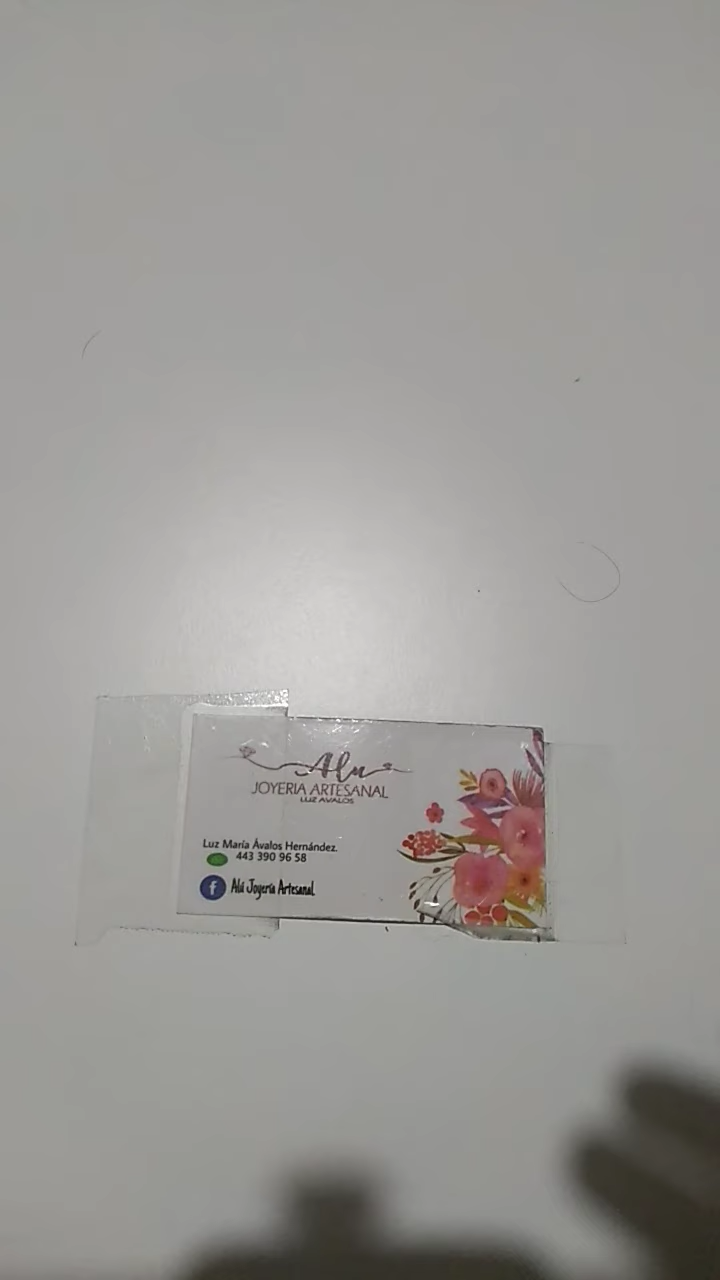 Alu
JOYERIA ARTESANAL
LUZ AVALOS
Luz María Ávalos Hernández.
443 390 96 58
Alú Joyería Artesanal